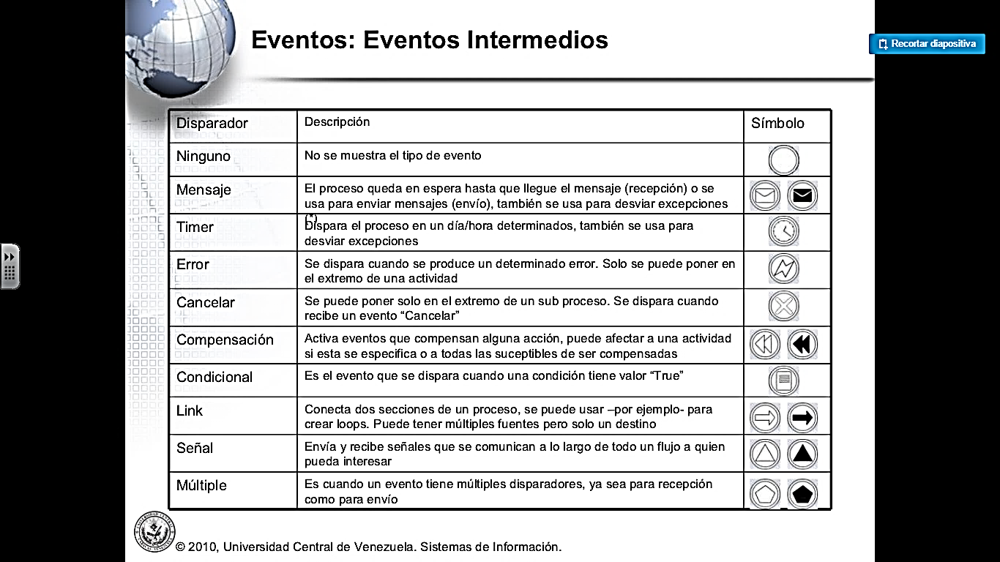 Eventos: Eventos Intermedios
Recortar diapositiva
Disparador
Descripción
Símbolo
Ninguno
No se muestra el tipo de evento
Mensaje
El proceso queda en espera hasta que llegue el mensaje (recepción) o se
usa para enviar mensajes (envío), también se usa para desviar excepciones
(*)
Timer
Dispara el proceso en un día/hora determinados, también se usa para
desviar excepciones
Error
Se dispara cuando se produce un determinado error. Solo se puede poner en
el extremo de una actividad
Cancelar
Se puede poner solo en el extremo de un sub proceso. Se dispara cuando
recibe un evento “Cancelar”
Compensación
Activa eventos que compensan alguna acción, puede afectar a una actividad
si esta se especifica o a todas las suceptibles de ser compensadas
Condicional
Es el evento que se dispara cuando una condición tiene valor “True”
Link
Conecta dos secciones de un proceso, se puede usar –por ejemplo- para
crear loops. Puede tener múltiples fuentes pero solo un destino
Señal
Envía y recibe señales que se comunican a lo largo de todo un flujo a quien
pueda interesar
Múltiple
Es cuando un evento tiene múltiples disparadores, ya sea para recepción
como para envío
© 2010, Universidad Central de Venezuela. Sistemas de Información.